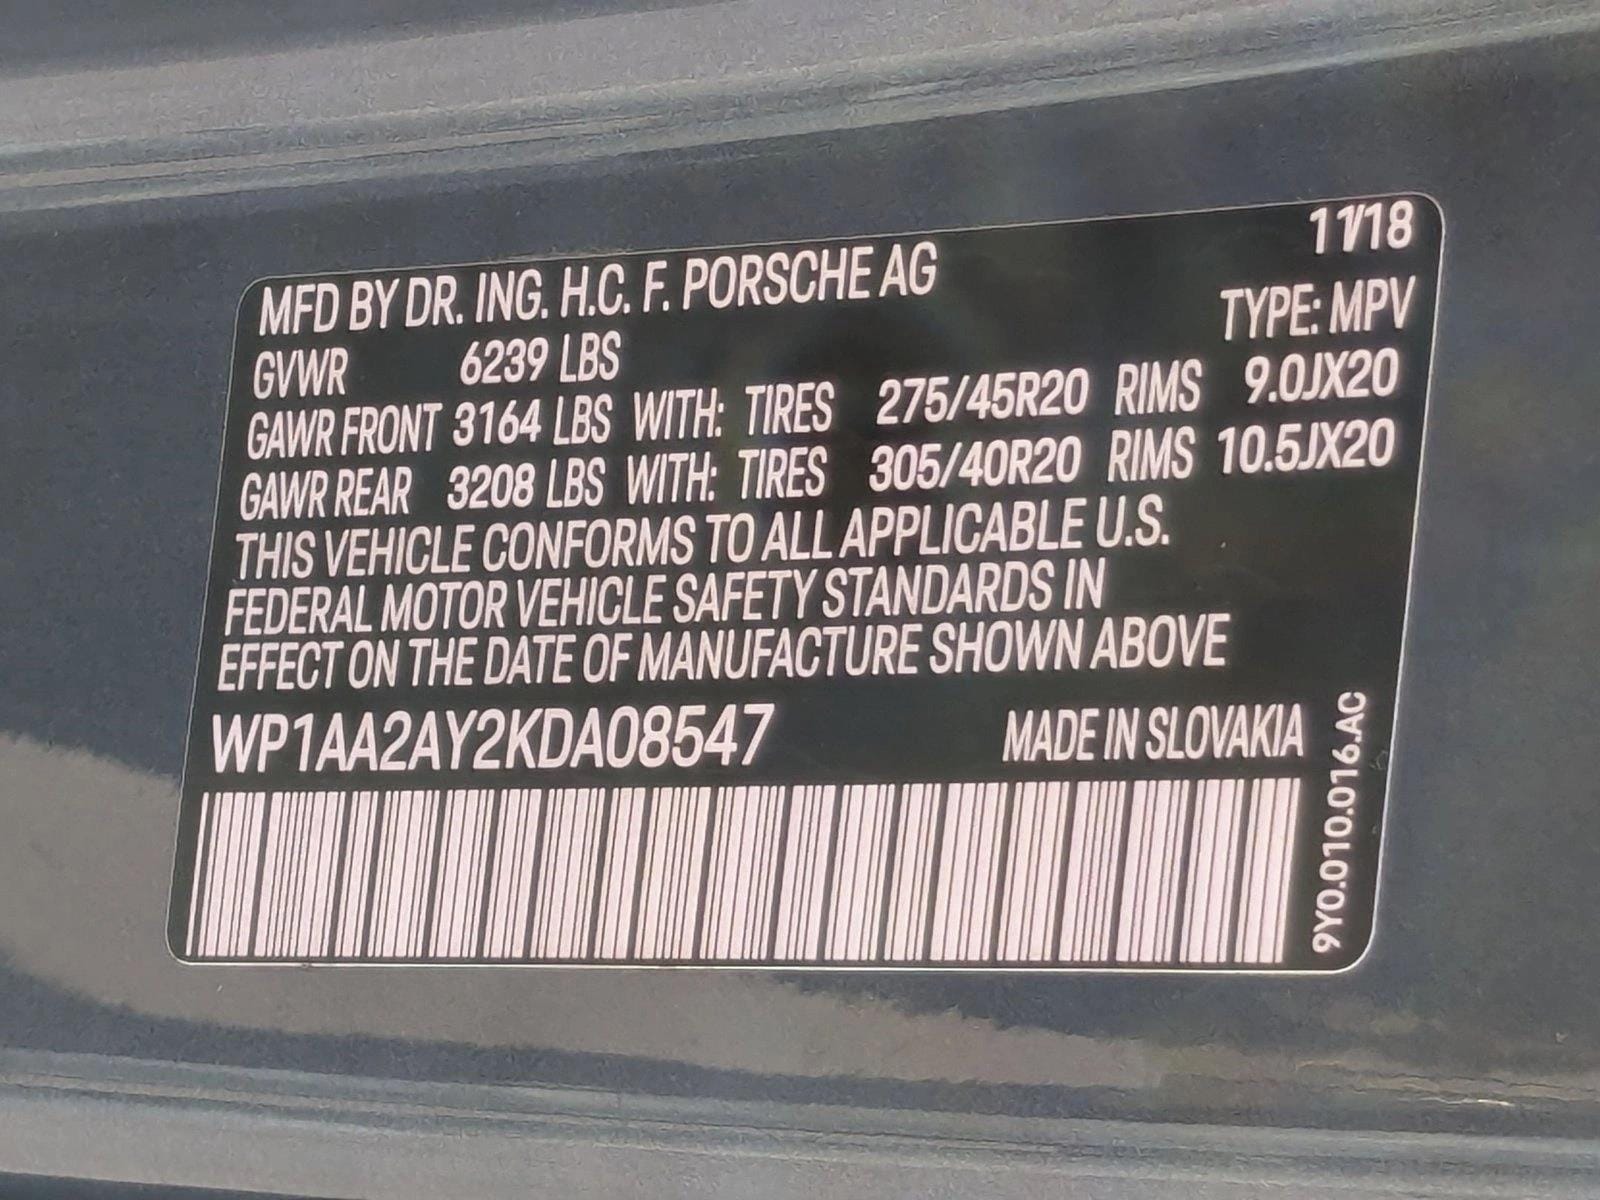 11/18
MFD BY DR. ING. H.C. F. PORSCHE AG
TYPE: MPV
GVWR 6239 LBS
GAWR FRONT 3164 LBS WITH: TIRES 275/45R20 RIMS 9.0JX20
GAWR REAR 3208 LBS WITH: TIRES 305/40R20 RIMS 10.5JX20
THIS VEHICLE CONFORMS TO ALL APPLICABLE U.S.
FEDERAL MOTOR VEHICLE SAFETY STANDARDS IN
EFFECT ON THE DATE OF MANUFACTURE SHOWN ABOVE
WP1AA2AY2KDA08547 MADE IN SLOVAKIA
9Y0.010.016.AC